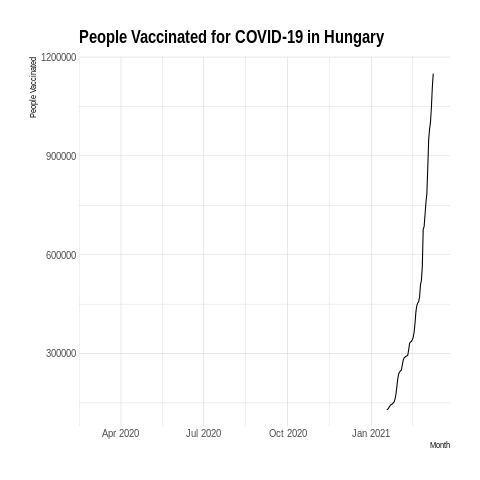 People Vaccinated for COVID-19 in Hungary
People Vaccinated
1200000
900000
600000
300000
Apr 2020
Jul 2020
Oct 2020
Jan 2021
Month